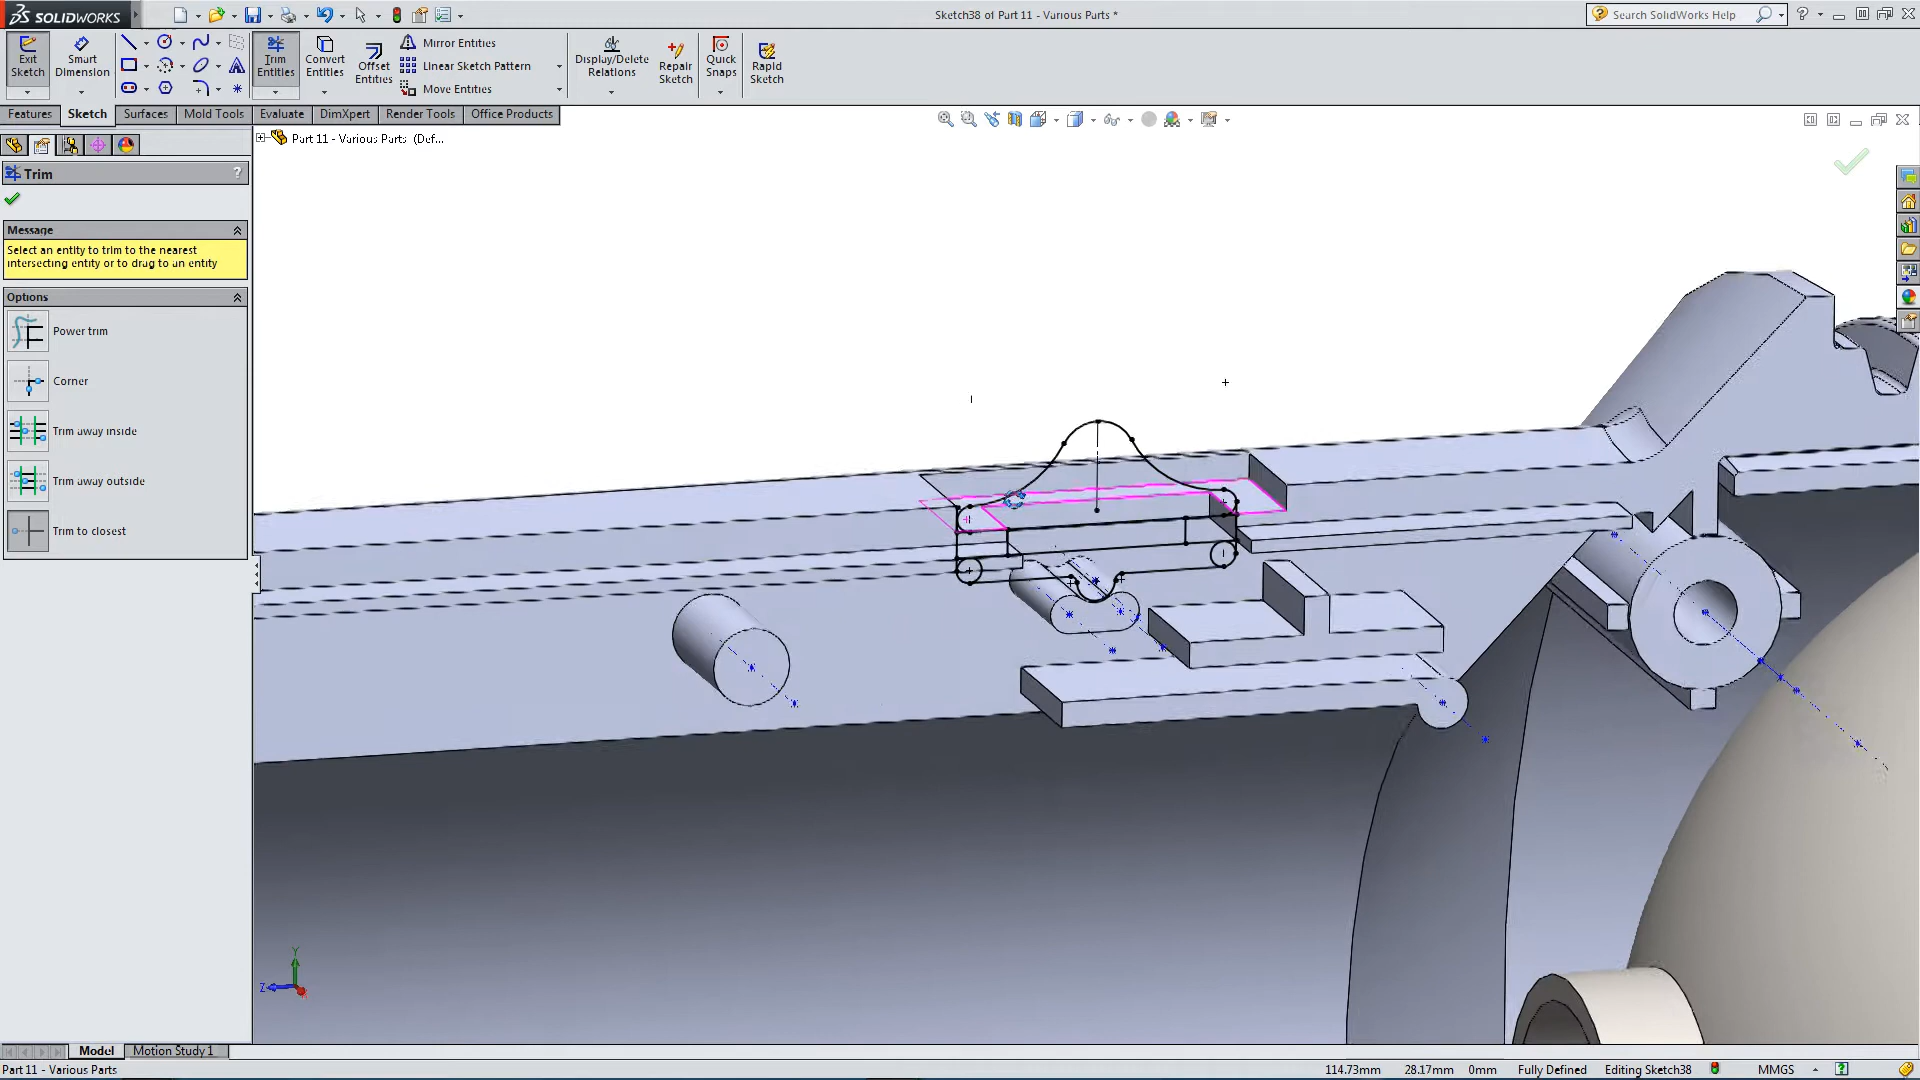 SOLIDWORKS
Sketch38 of Part 11 - Various Parts *
Search SolidWorks Help
Exit Sketch
Smart Dimension
Trim Entities
Convert Entities
Offset Entities
Mirror Entities
Linear Sketch Pattern
Move Entities
Display/Delete Relations
Repair Sketch
Quick Snaps
Rapid Sketch
Features
Sketch
Surfaces
Mold Tools
Evaluate
DimXpert
Render Tools
Office Products
Part 11 - Various Parts (Def...
Trim
?
Message
Select an entity to trim to the nearest
intersecting entity or to drag to an entity
Options
Power trim
Corner
Trim away inside
Trim away outside
Trim to closest
Y
Z
Model
Motion Study 1
Part 11 - Various Parts
114.73mm
28.17mm
0mm
Fully Defined
Editing Sketch38
MMGS